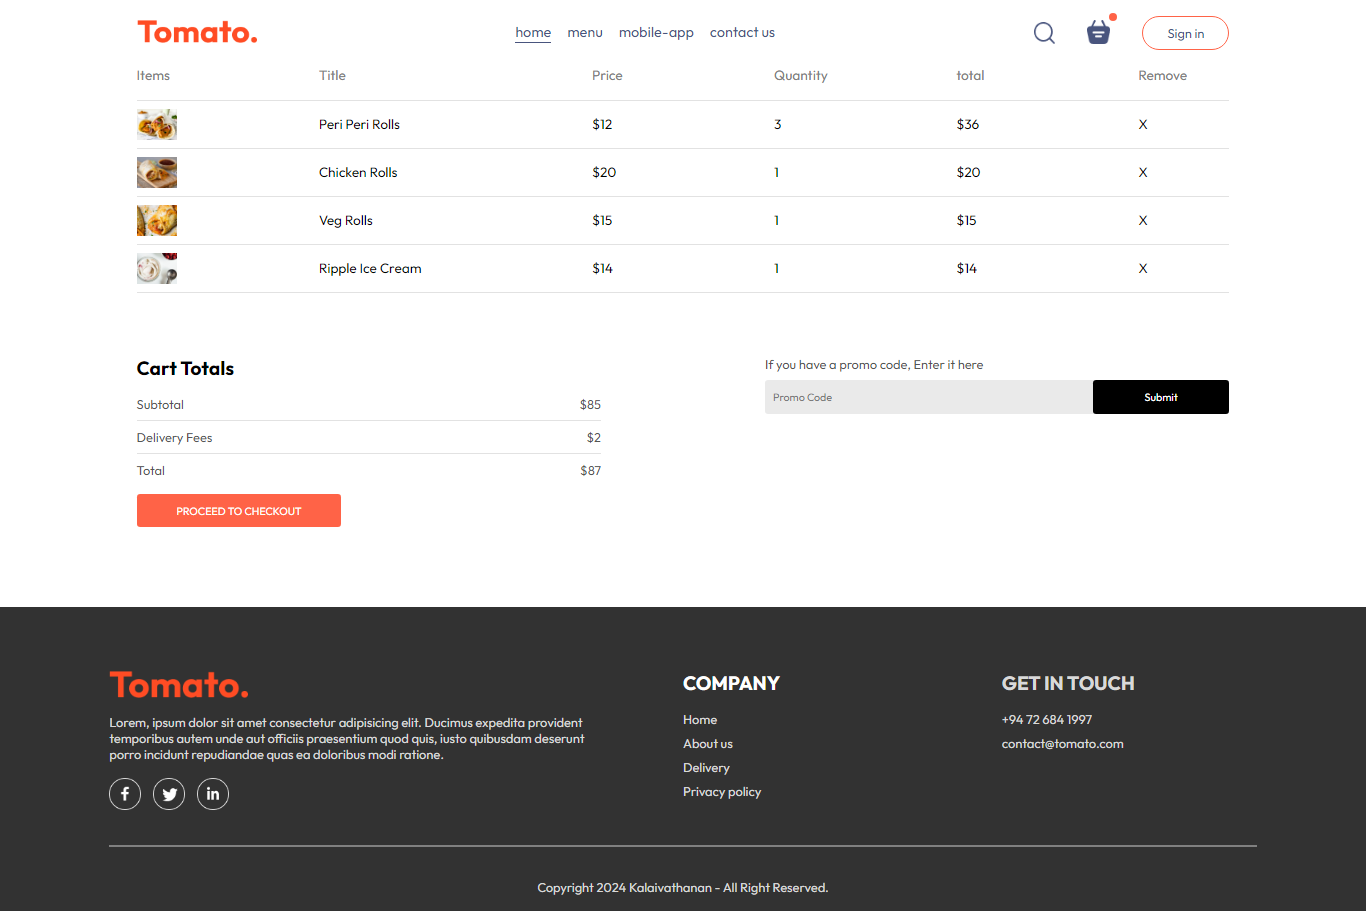 Tomato.
home menu mobile-app contact us
Sign in
Items Title Price Quantity total Remove
Peri Peri Rolls $12 3 $36 X
Chicken Rolls $20 1 $20 X
Veg Rolls $15 1 $15 X
Ripple Ice Cream $14 1 $14 X
Cart Totals
Subtotal $85
Delivery Fees $2
Total $87
PROCEED TO CHECKOUT
If you have a promo code, Enter it here
Promo Code Submit
Tomato.
Lorem, ipsum dolor sit amet consectetur adipisicing elit. Ducimus expedita provident
temporibus autem unde aut officiis praesentium quod quis, iusto quibusdam deserunt
porro incidunt repudiandae quas ea doloribus modi ratione.
f in
COMPANY
Home
About us
Delivery
Privacy policy
GET IN TOUCH
+94 72 684 1997
contact@tomato.com
Copyright 2024 Kalaivathanan - All Right Reserved.